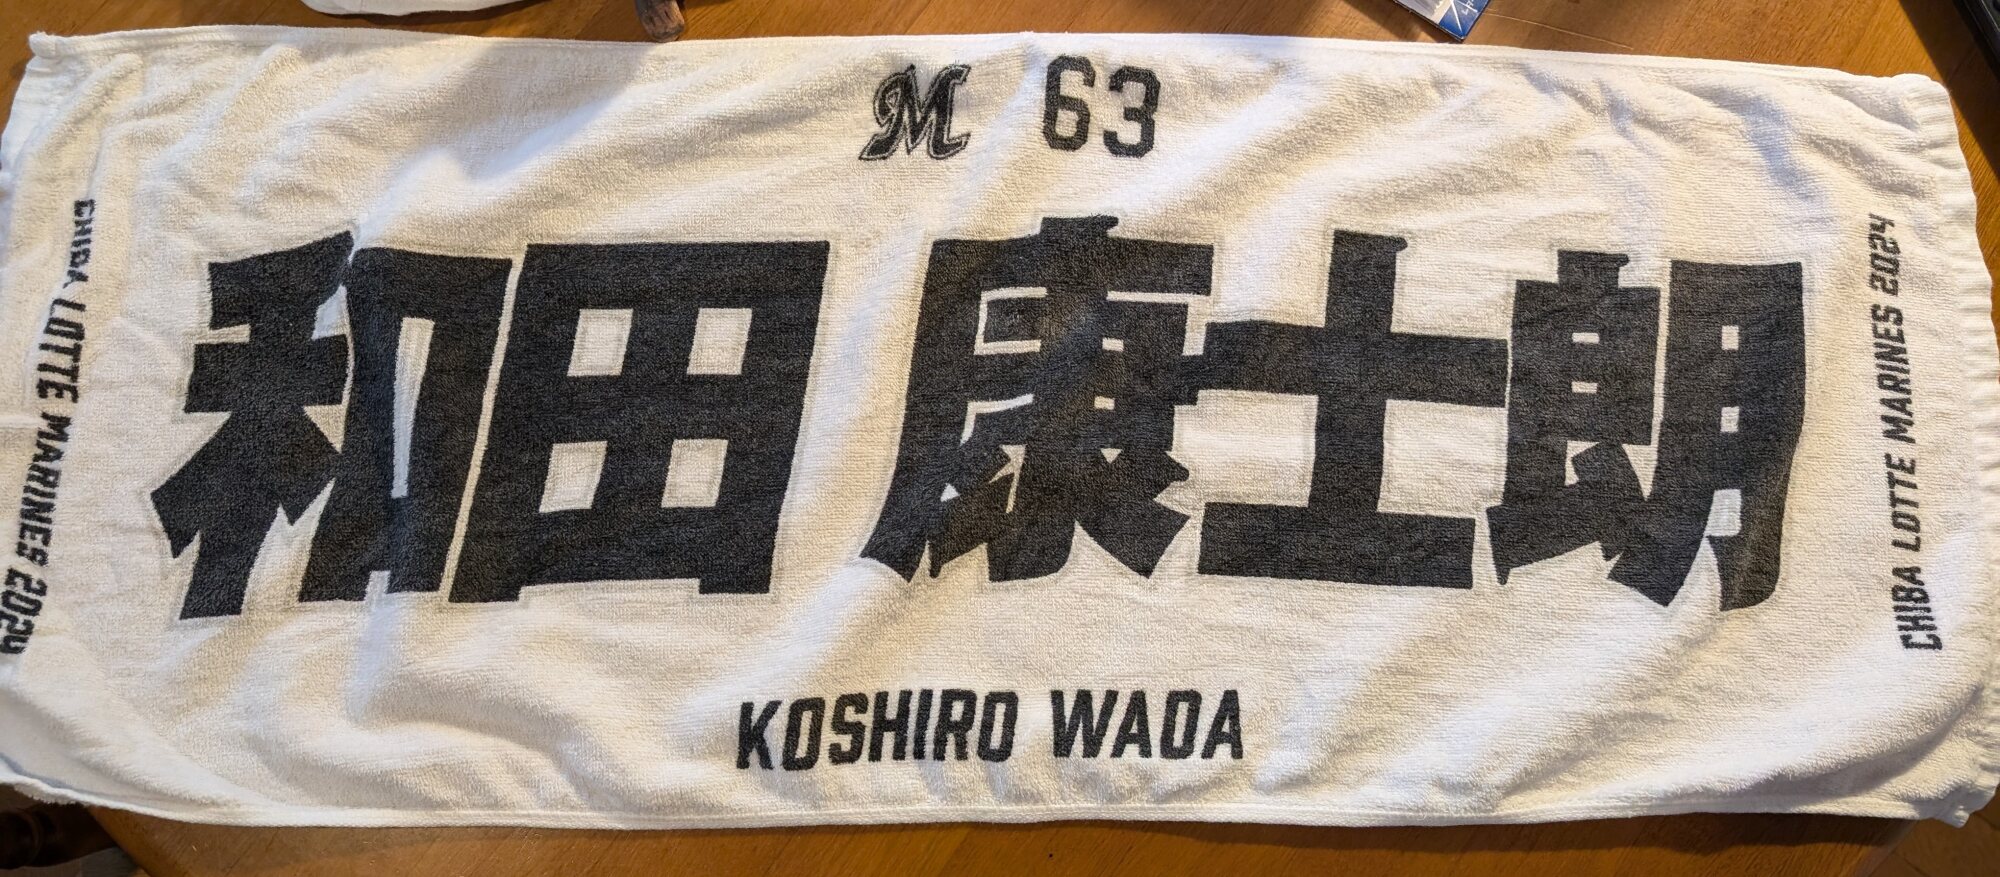 M 63
和田康士朗
KOSHIRO WADA
CHIBA LOTTE MARINES 2024
CHIBA LOTTE MARINES 2024